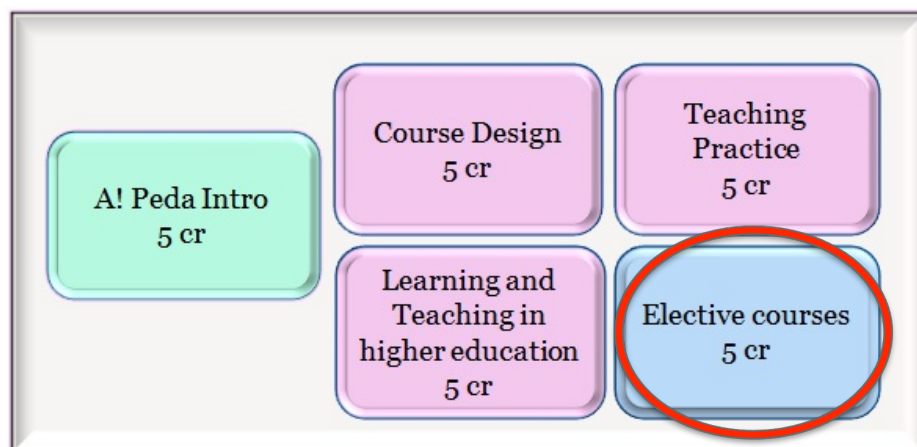 A! Peda Intro
5 cr
Course Design
5 cr
Teaching
Practice
5 cr
Learning and
Teaching in
higher education
5 cr
Elective courses
5 cr